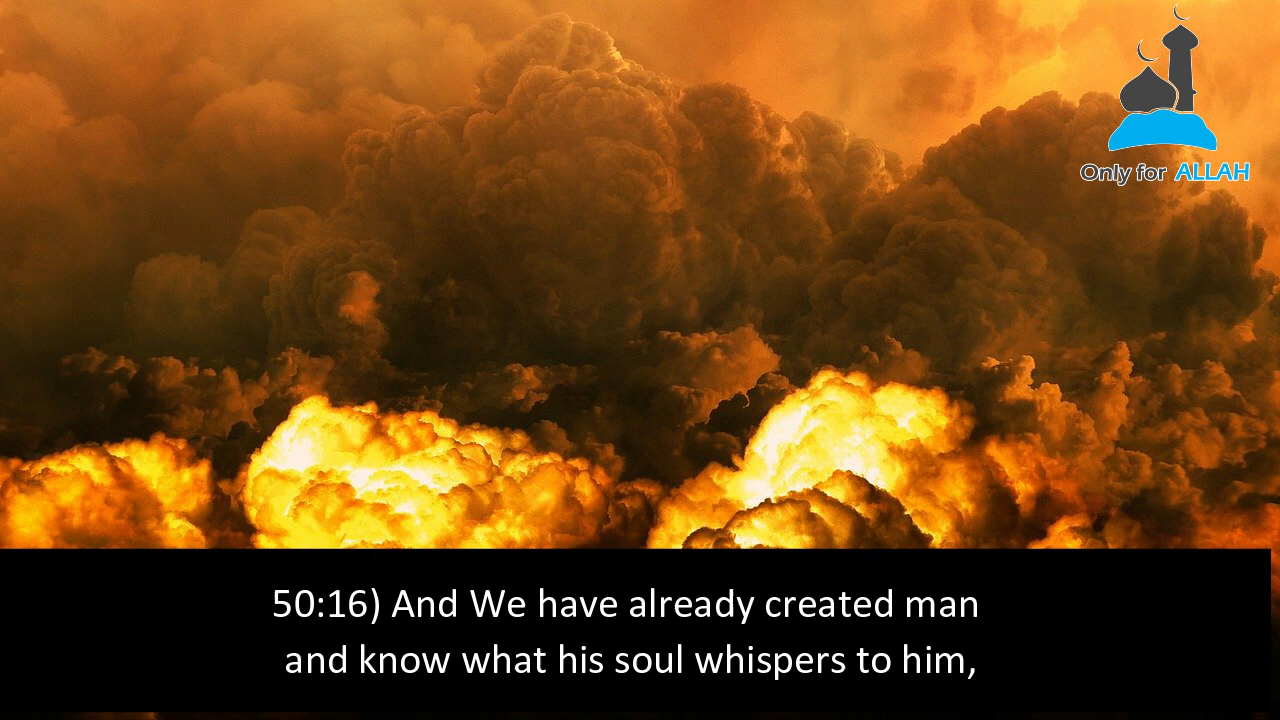 Only for ALLAH
50:16) And We have already created man
and know what his soul whispers to him,